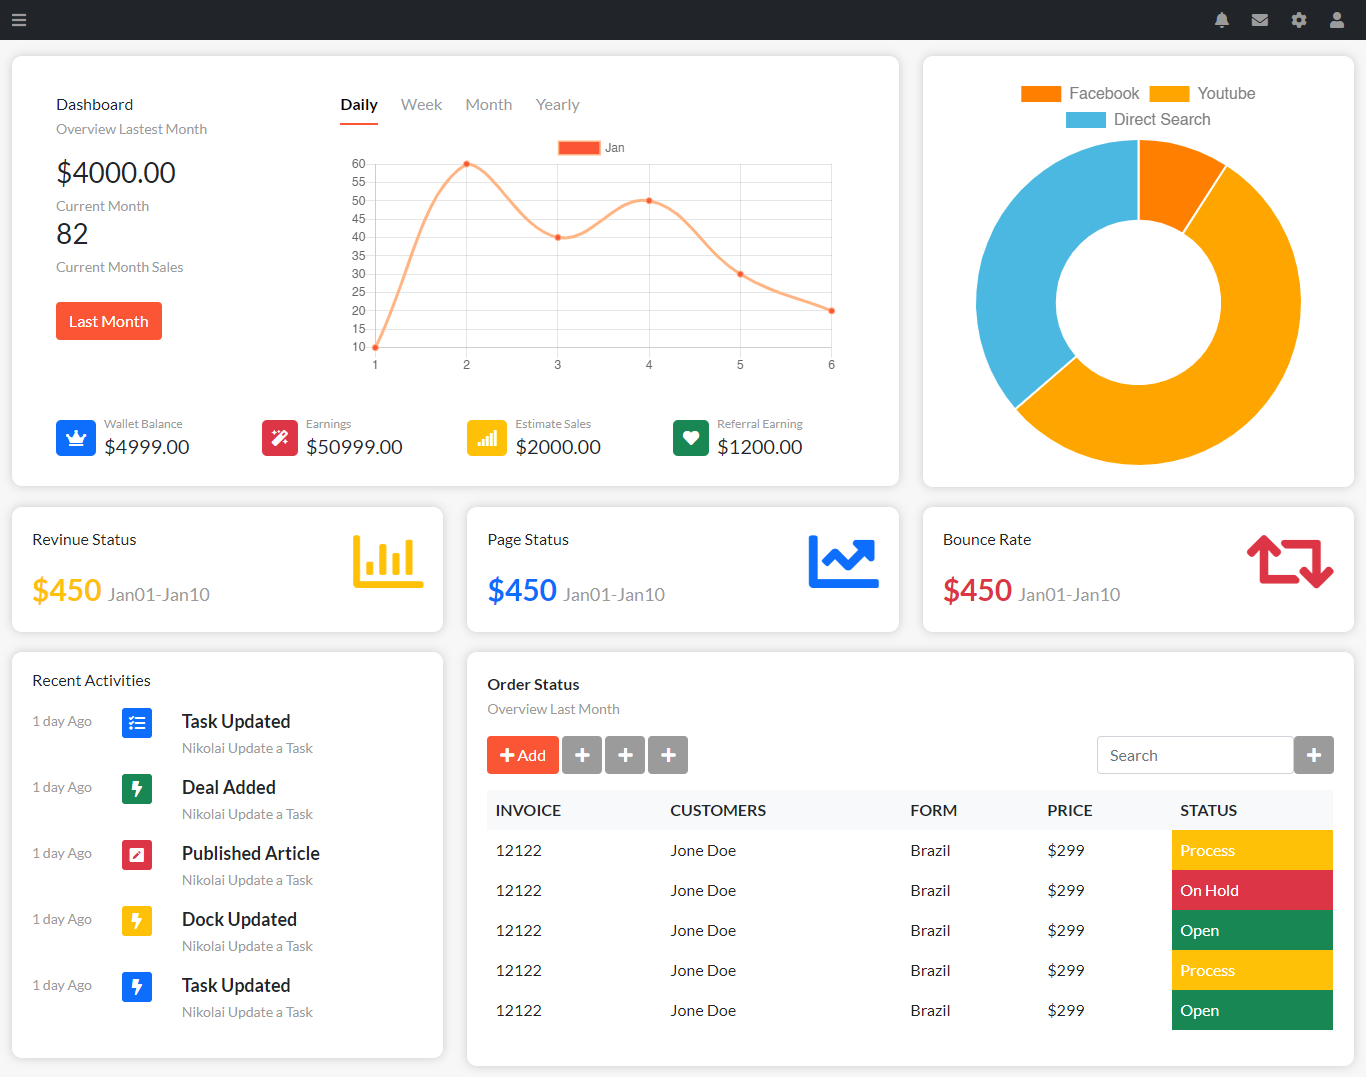 Dashboard
Overview Lastest Month
$4000.00
Current Month
82
Current Month Sales
Last Month
Daily Week Month Yearly
Jan
60
55
50
45
40
35
30
25
20
15
10
1 2 3 4 5 6
Wallet Balance
$4999.00
Earnings
$50999.00
Estimate Sales
$2000.00
Referral Earning
$1200.00
Facebook Youtube
Direct Search
Revinue Status
$450 Jan01-Jan10
Page Status
$450 Jan01-Jan10
Bounce Rate
$450 Jan01-Jan10
Recent Activities
1 day Ago Task Updated
Nikolai Update a Task
1 day Ago Deal Added
Nikolai Update a Task
1 day Ago Published Article
Nikolai Update a Task
1 day Ago Dock Updated
Nikolai Update a Task
1 day Ago Task Updated
Nikolai Update a Task
Order Status
Overview Last Month
Add
Search
INVOICE CUSTOMERS FORM PRICE STATUS
12122 Jone Doe Brazil $299 Process
12122 Jone Doe Brazil $299 On Hold
12122 Jone Doe Brazil $299 Open
12122 Jone Doe Brazil $299 Process
12122 Jone Doe Brazil $299 Open